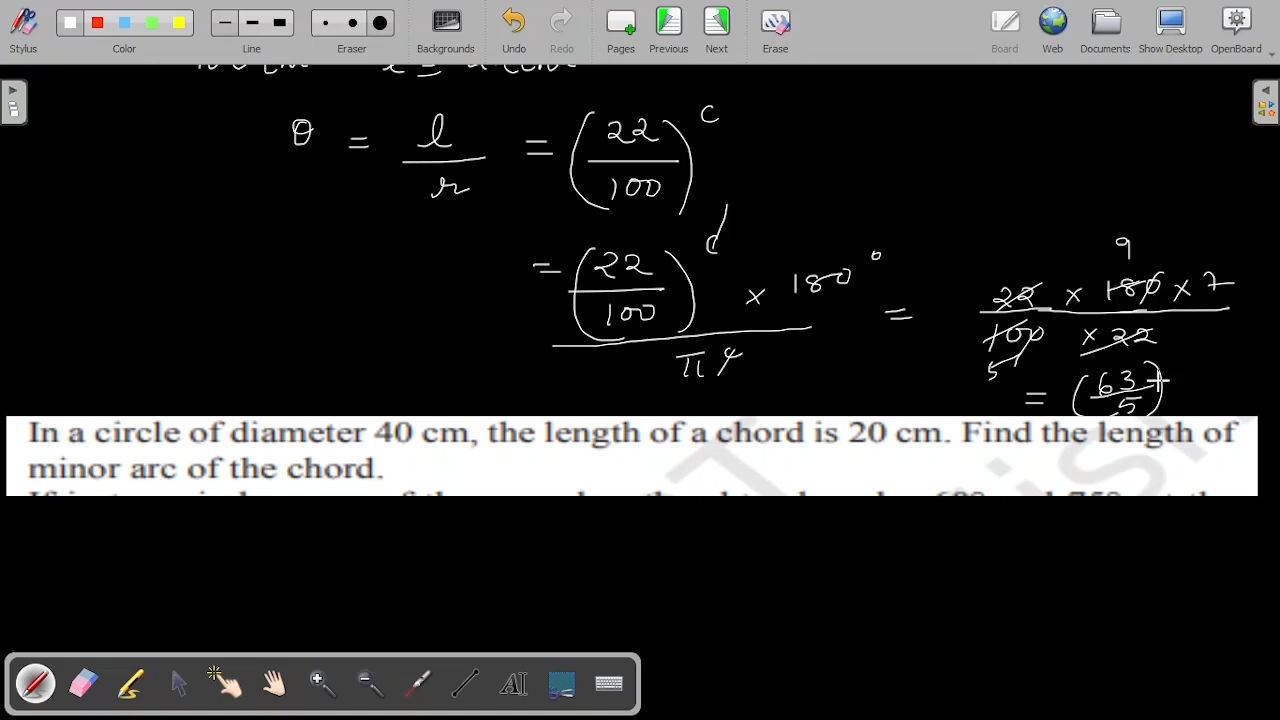 Stylus Color Line Eraser Backgrounds Undo Redo Pages Previous Next Erase Board Web Documents Show Desktop OpenBoard
θ = l/r = (22/100)^c
= (22/100)^c × 180° / π^c = 22 × 180 × 7 / 100 × 22
9
5
= (63/5)
In a circle of diameter 40 cm, the length of a chord is 20 cm. Find the length of
minor arc of the chord.